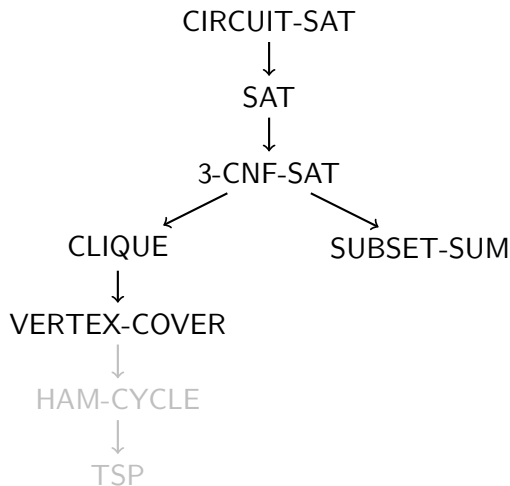 CIRCUIT-SAT
SAT
3-CNF-SAT
CLIQUE
SUBSET-SUM
VERTEX-COVER
HAM-CYCLE
TSP